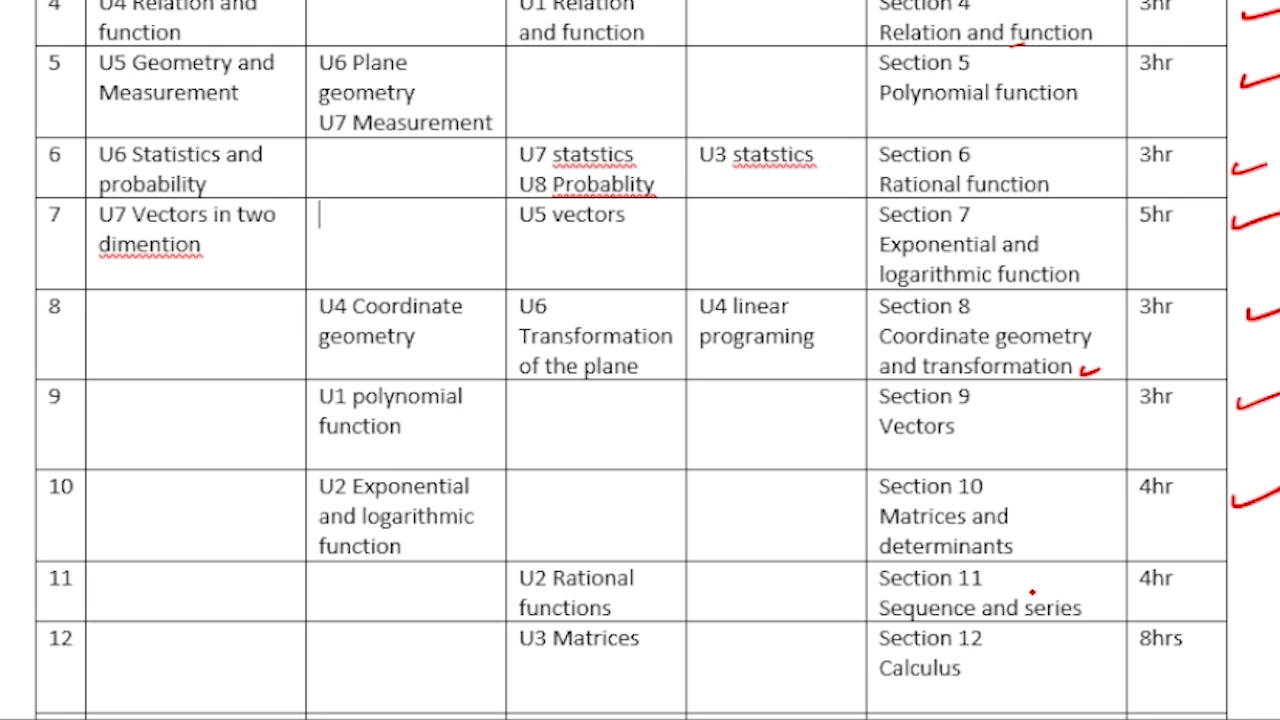 4
U4 Relation and
function
U1 Relation
and function
Section 4
Relation and function
3hr
5
U5 Geometry and
Measurement
U6 Plane
geometry
U7 Measurement
Section 5
Polynomial function
3hr
6
U6 Statistics and
probability
U7 statstics
U8 Probablity
U3 statstics
Section 6
Rational function
3hr
7
U7 Vectors in two
dimention
U5 vectors
Section 7
Exponential and
logarithmic function
5hr
8
U4 Coordinate
geometry
U6
Transformation
of the plane
U4 linear
programing
Section 8
Coordinate geometry
and transformation
3hr
9
U1 polynomial
function
Section 9
Vectors
3hr
10
U2 Exponential
and logarithmic
function
Section 10
Matrices and
determinants
4hr
11
U2 Rational
functions
Section 11
Sequence and series
4hr
12
U3 Matrices
Section 12
Calculus
8hrs